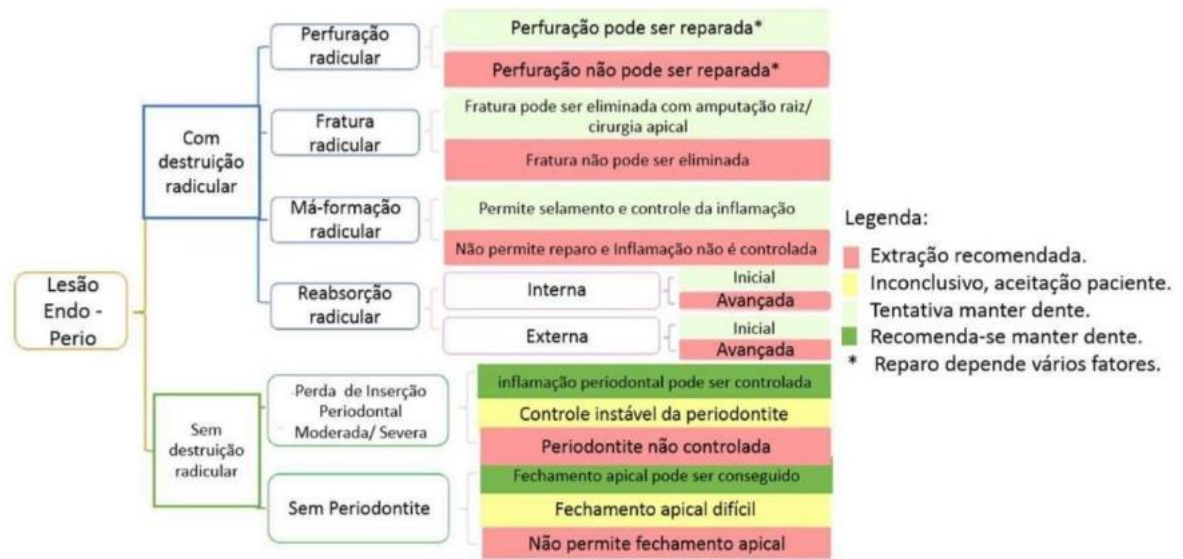 Lesão
Endo -
Perio
Com
destruição
radicular
Perfuração
radicular
Perfuração pode ser reparada*
Perfuração não pode ser reparada*
Fratura
radicular
Fratura pode ser eliminada com amputação raiz/
cirurgia apical
Fratura não pode ser eliminada
Má-formação
radicular
Permite selamento e controle da inflamação
Não permite reparo e Inflamação não é controlada
Reabsorção
radicular
Interna
Inicial
Avançada
Externa
Inicial
Avançada
Sem
destruição
radicular
Perda de Inserção
Periodontal
Moderada/ Severa
inflamação periodontal pode ser controlada
Controle instável da periodontite
Periodontite não controlada
Sem Periodontite
Fechamento apical pode ser conseguido
Fechamento apical difícil
Não permite fechamento apical
Legenda:
Extração recomendada.
Inconclusivo, aceitação paciente.
Tentativa manter dente.
Recomenda-se manter dente.
* Reparo depende vários fatores.